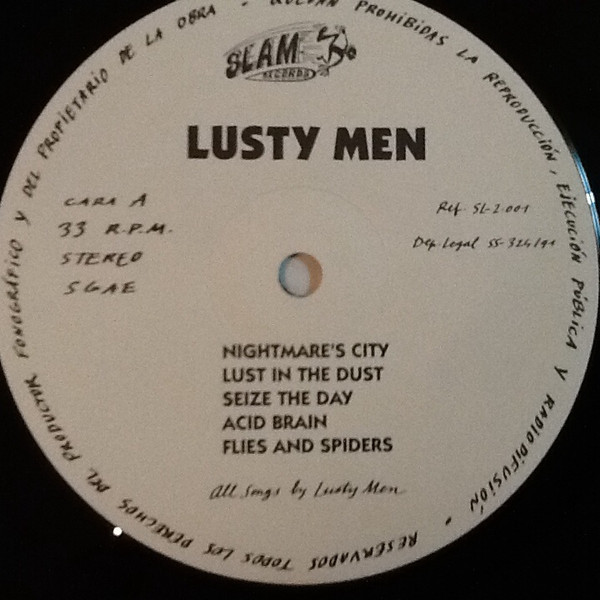 RESERVADOS TODOS LOS DERECHOS DEL PRODUCTOR FONOGRÁFICO Y DEL PROPIETARIO DE LA OBRA - QUEDAN PROHIBIDAS LA REPRODUCCIÓN, EJECUCIÓN PÚBLICA Y RADIODIFUSIÓN -
SLAM
RECORDS
LUSTY MEN
CARA A
33 R.P.M.
STEREO
SGAE
Ref. SL-2.001
Dep. Legal SS-324/91
NIGHTMARE'S CITY
LUST IN THE DUST
SEIZE THE DAY
ACID BRAIN
FLIES AND SPIDERS
All Songs by Lusty Men